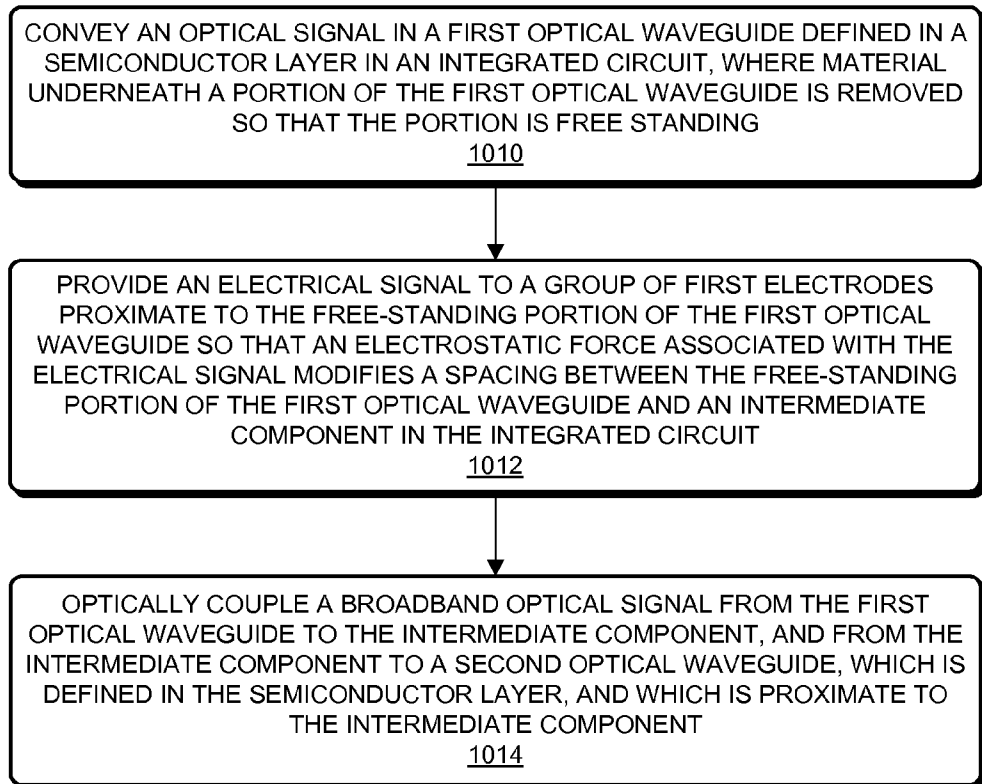 CONVEY AN OPTICAL SIGNAL IN A FIRST OPTICAL WAVEGUIDE DEFINED IN A
SEMICONDUCTOR LAYER IN AN INTEGRATED CIRCUIT, WHERE MATERIAL
UNDERNEATH A PORTION OF THE FIRST OPTICAL WAVEGUIDE IS REMOVED
SO THAT THE PORTION IS FREE STANDING
1010
PROVIDE AN ELECTRICAL SIGNAL TO A GROUP OF FIRST ELECTRODES
PROXIMATE TO THE FREE-STANDING PORTION OF THE FIRST OPTICAL
WAVEGUIDE SO THAT AN ELECTROSTATIC FORCE ASSOCIATED WITH THE
ELECTRICAL SIGNAL MODIFIES A SPACING BETWEEN THE FREE-STANDING
PORTION OF THE FIRST OPTICAL WAVEGUIDE AND AN INTERMEDIATE
COMPONENT IN THE INTEGRATED CIRCUIT
1012
OPTICALLY COUPLE A BROADBAND OPTICAL SIGNAL FROM THE FIRST
OPTICAL WAVEGUIDE TO THE INTERMEDIATE COMPONENT, AND FROM THE
INTERMEDIATE COMPONENT TO A SECOND OPTICAL WAVEGUIDE, WHICH IS
DEFINED IN THE SEMICONDUCTOR LAYER, AND WHICH IS PROXIMATE TO
THE INTERMEDIATE COMPONENT
1014